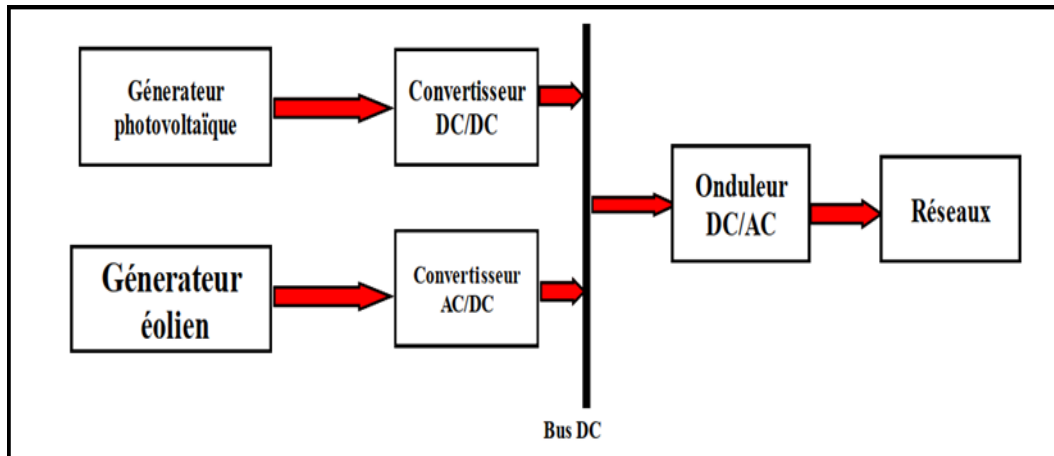 Génerateur
photovoltaïque
Convertisseur
DC/DC
Génerateur
éolien
Convertisseur
AC/DC
Bus DC
Onduleur
DC/AC
Réseaux